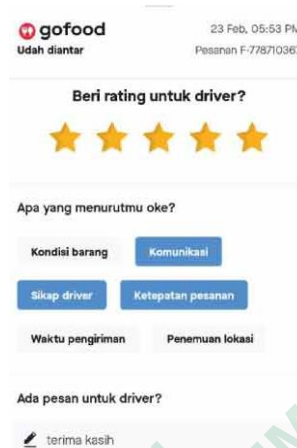 gofood
23 Feb, 05:53 PM
Udah diantar
Pesanan F-77871036
Beri rating untuk driver?
Apa yang menurutmu oke?
Kondisi barang
Komunikasi
Sikap driver
Ketepatan pesanan
Waktu pengiriman
Penemuan lokasi
Ada pesan untuk driver?
terima kasih